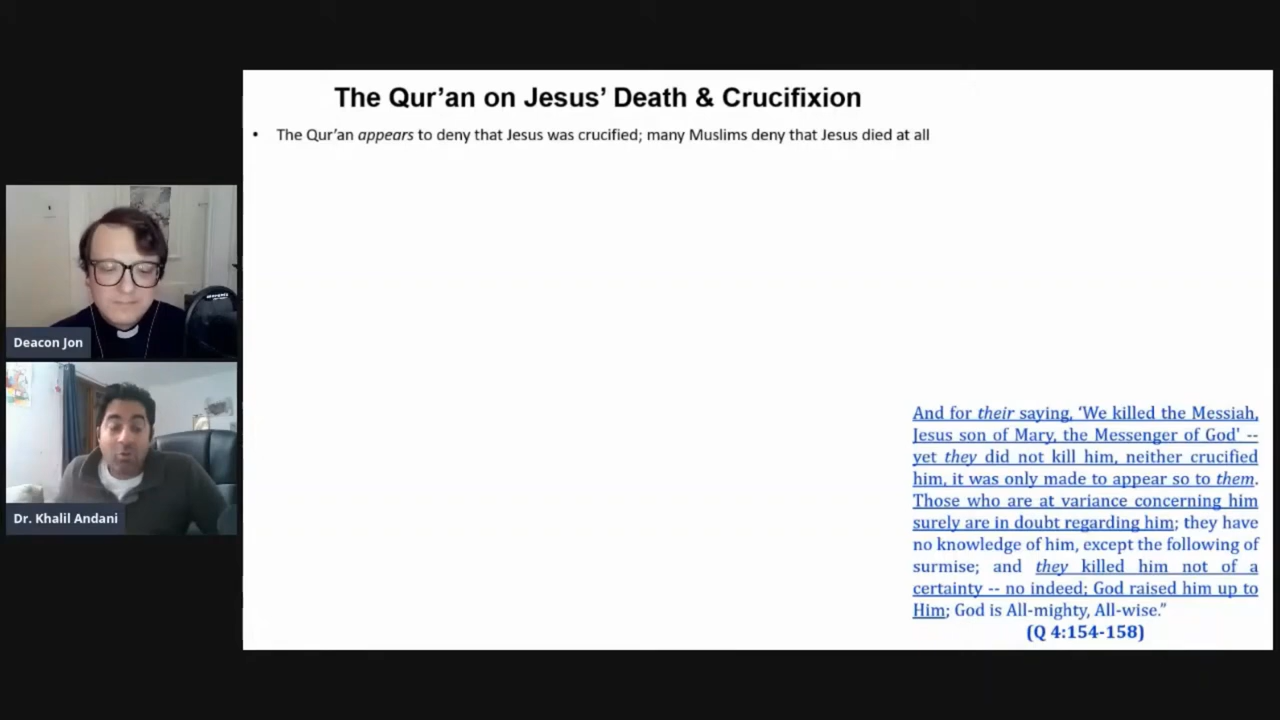 The Qur'an on Jesus' Death & Crucifixion
• The Qur'an appears to deny that Jesus was crucified; many Muslims deny that Jesus died at all
Deacon Jon
Dr. Khalil Andani
And for their saying, 'We killed the Messiah,
Jesus son of Mary, the Messenger of God' --
yet they did not kill him, neither crucified
him, it was only made to appear so to them.
Those who are at variance concerning him
surely are in doubt regarding him; they have
no knowledge of him, except the following of
surmise; and they killed him not of a
certainty -- no indeed; God raised him up to
Him; God is All-mighty, All-wise.”
(Q 4:154-158)